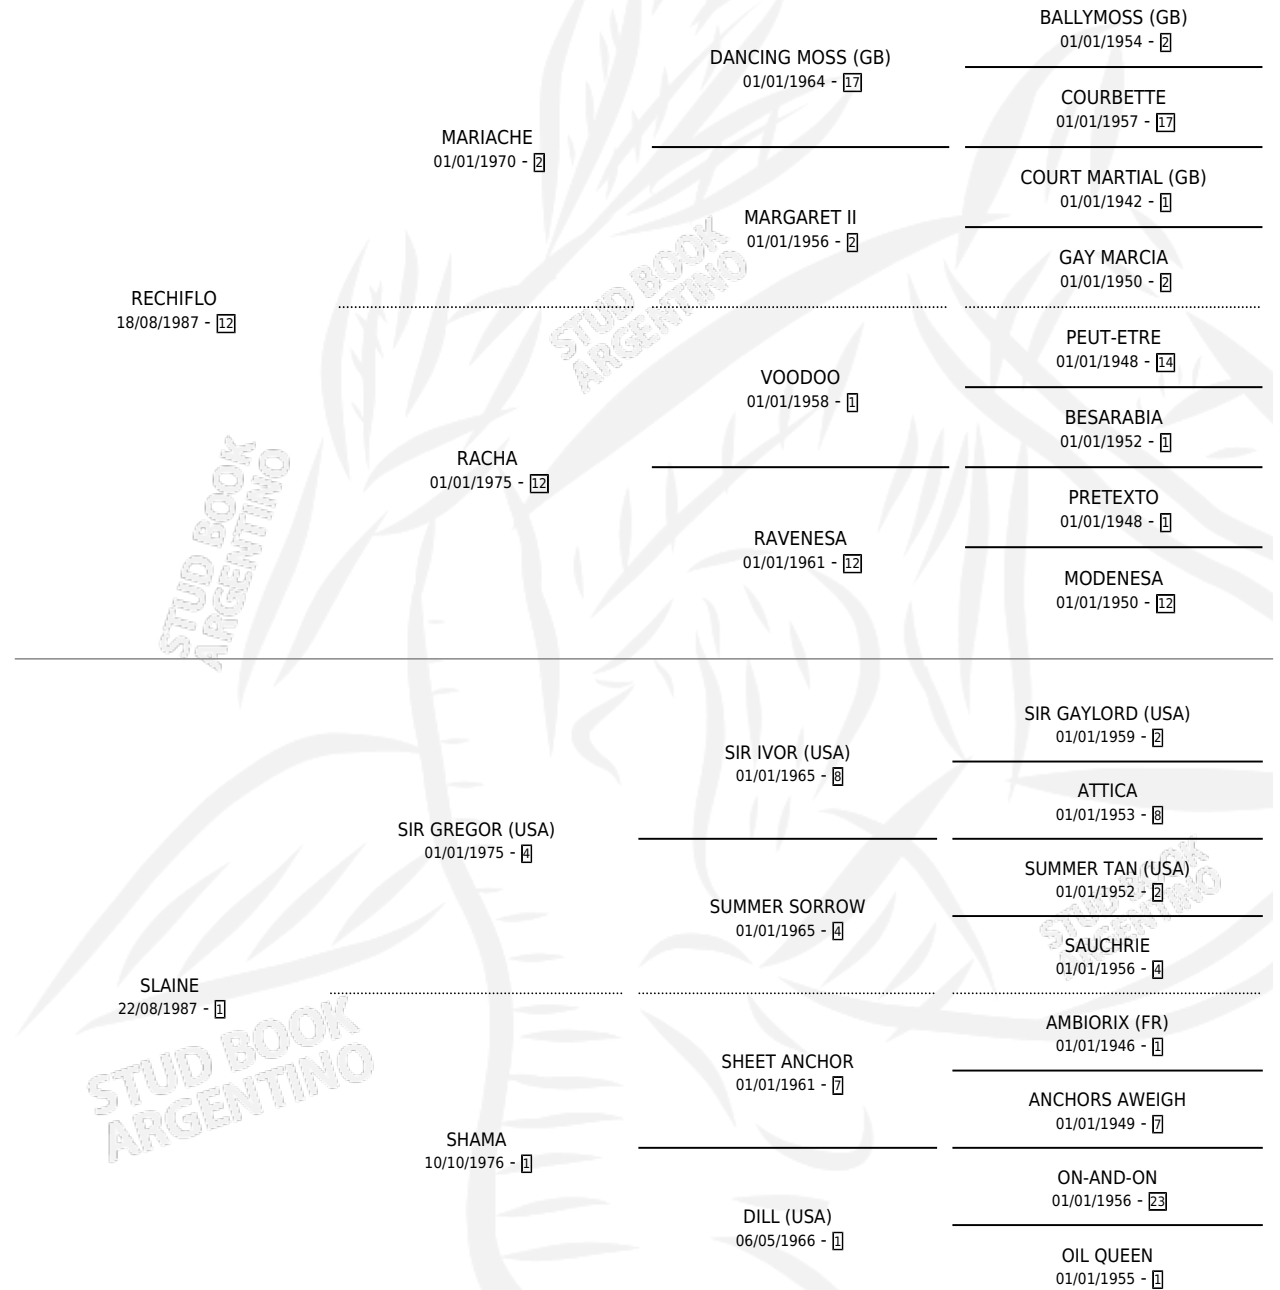 BALLYMOSS (GB)
01/01/1954 - 2
DANCING MOSS (GB)
01/01/1964 - 17
COURBETTE
01/01/1957 - 17
MARIACHE
01/01/1970 - 2
COURT MARTIAL (GB)
01/01/1942 - 1
MARGARET II
01/01/1956 - 2
GAY MARCIA
01/01/1950 - 2
RECHIFLO
18/08/1987 - 12
PEUT-ETRE
01/01/1948 - 14
VOODOO
01/01/1958 - 1
BESARABIA
01/01/1952 - 1
RACHA
01/01/1975 - 12
PRETEXTO
01/01/1948 - 1
RAVENESA
01/01/1961 - 12
MODENESA
01/01/1950 - 12
STUD BOOK
ARGENTINO
STUD BOOK
ARGENTINO
SIR GAYLORD (USA)
01/01/1959 - 2
SIR IVOR (USA)
01/01/1965 - 8
ATTICA
01/01/1953 - 8
SIR GREGOR (USA)
01/01/1975 - 4
SUMMER TAN (USA)
01/01/1952 - 2
SUMMER SORROW
01/01/1965 - 4
SAUCHRIE
01/01/1956 - 4
STUD BOOK
ARGENTINO
SLAINE
22/08/1987 - 1
AMBIORIX (FR)
01/01/1946 - 1
SHEET ANCHOR
01/01/1961 - 7
ANCHORS AWEIGH
01/01/1949 - 7
STUD BOOK
ARGENTINO
SHAMA
10/10/1976 - 1
ON-AND-ON
01/01/1956 - 23
DILL (USA)
06/05/1966 - 1
OIL QUEEN
01/01/1955 - 1